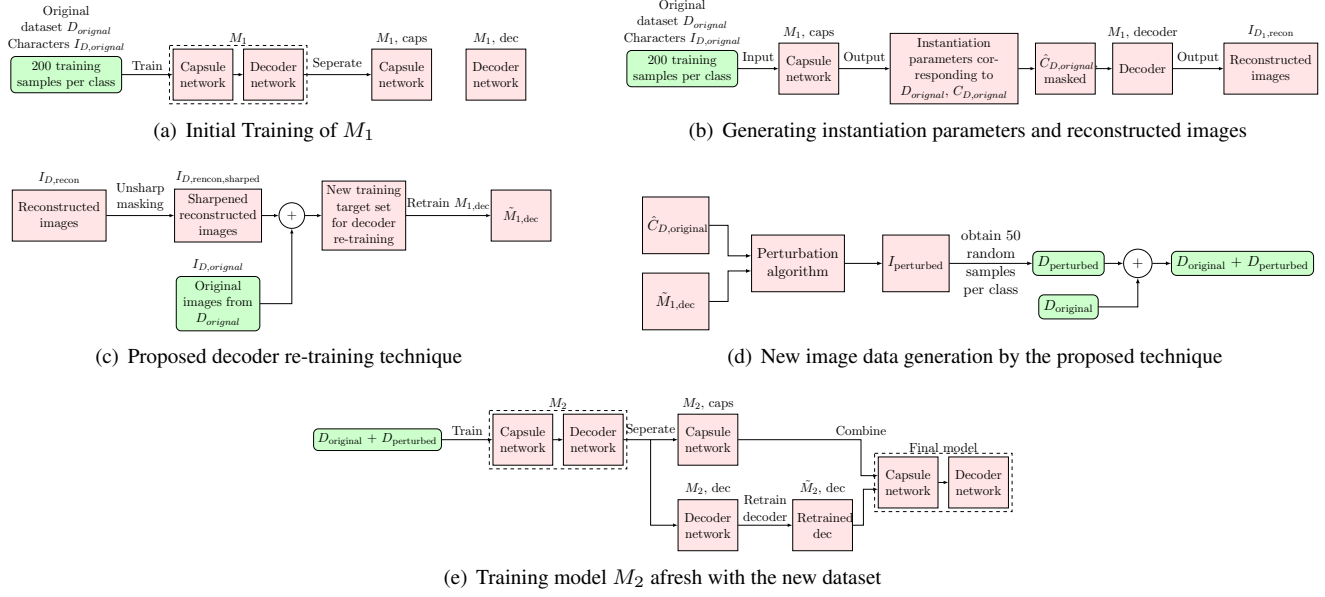 Original
dataset D_orignal
Characters I_D,orignal
200 training
samples per class
Train
M_1
Capsule
network
Decoder
network
Seperate
M_1, caps
Capsule
network
M_1, dec
Decoder
network
(a) Initial Training of M_1
Original
dataset D_orignal
Characters I_D,orignal
200 training
samples per class
Input
M_1, caps
Capsule
network
Output
Instantiation
parameters cor-
responding to
D_orignal, C_D,orignal
Ĉ_D,orignal,
masked
M_1, decoder
Decoder
Output
I_D_1,recon
Reconstructed
images
(b) Generating instantiation parameters and reconstructed images
I_D,recon
Reconstructed
images
Unsharp
masking
I_D,rencon,sharped
Sharpened
reconstructed
images
+
I_D,orignal
Original
images from
D_orignal
New training
target set
for decoder
re-training
Retrain M_1,dec
M̃_1,dec
(c) Proposed decoder re-training technique
Ĉ_D,original
M̃_1,dec
Perturbation
algorithm
I_perturbed
obtain 50
random
samples
per class
D_perturbed
D_original
+
D_original + D_perturbed
(d) New image data generation by the proposed technique
D_original + D_perturbed
Train
M_2
Capsule
network
Decoder
network
Seperate
M_2, caps
Capsule
network
M_2, dec
Decoder
network
Retrain
decoder
M̃_2, dec
Retrained
dec
Combine
Final model
Capsule
network
Decoder
network
(e) Training model M_2 afresh with the new dataset